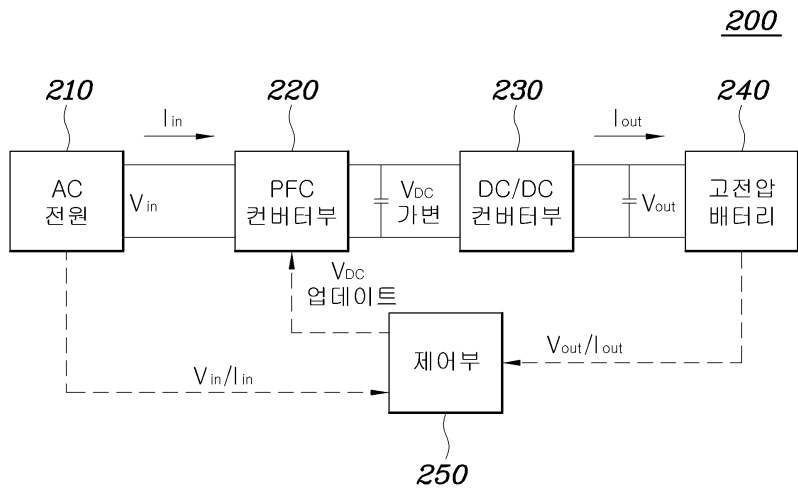 200
210
220
230
240
Iin
Iout
AC
전원
Vin
PFC
컨버터부
VDC
가변
DC/DC
컨버터부
Vout
고전압
배터리
VDC
업데이트
제어부
Vin/Iin
Vout/Iout
250